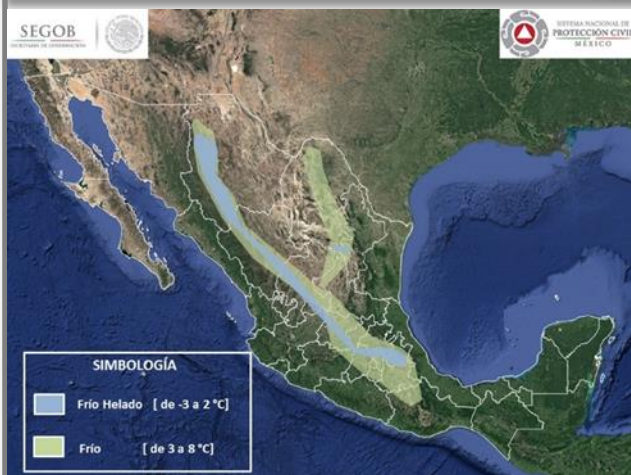 SEGOB
SECRETARÍA DE GOBERNACIÓN
SISTEMA NACIONAL DE
PROTECCIÓN CIVIL
MÉXICO
SIMBOLOGÍA
Frío Helado [ de -3 a 2 °C]
Frío [ de 3 a 8 °C]